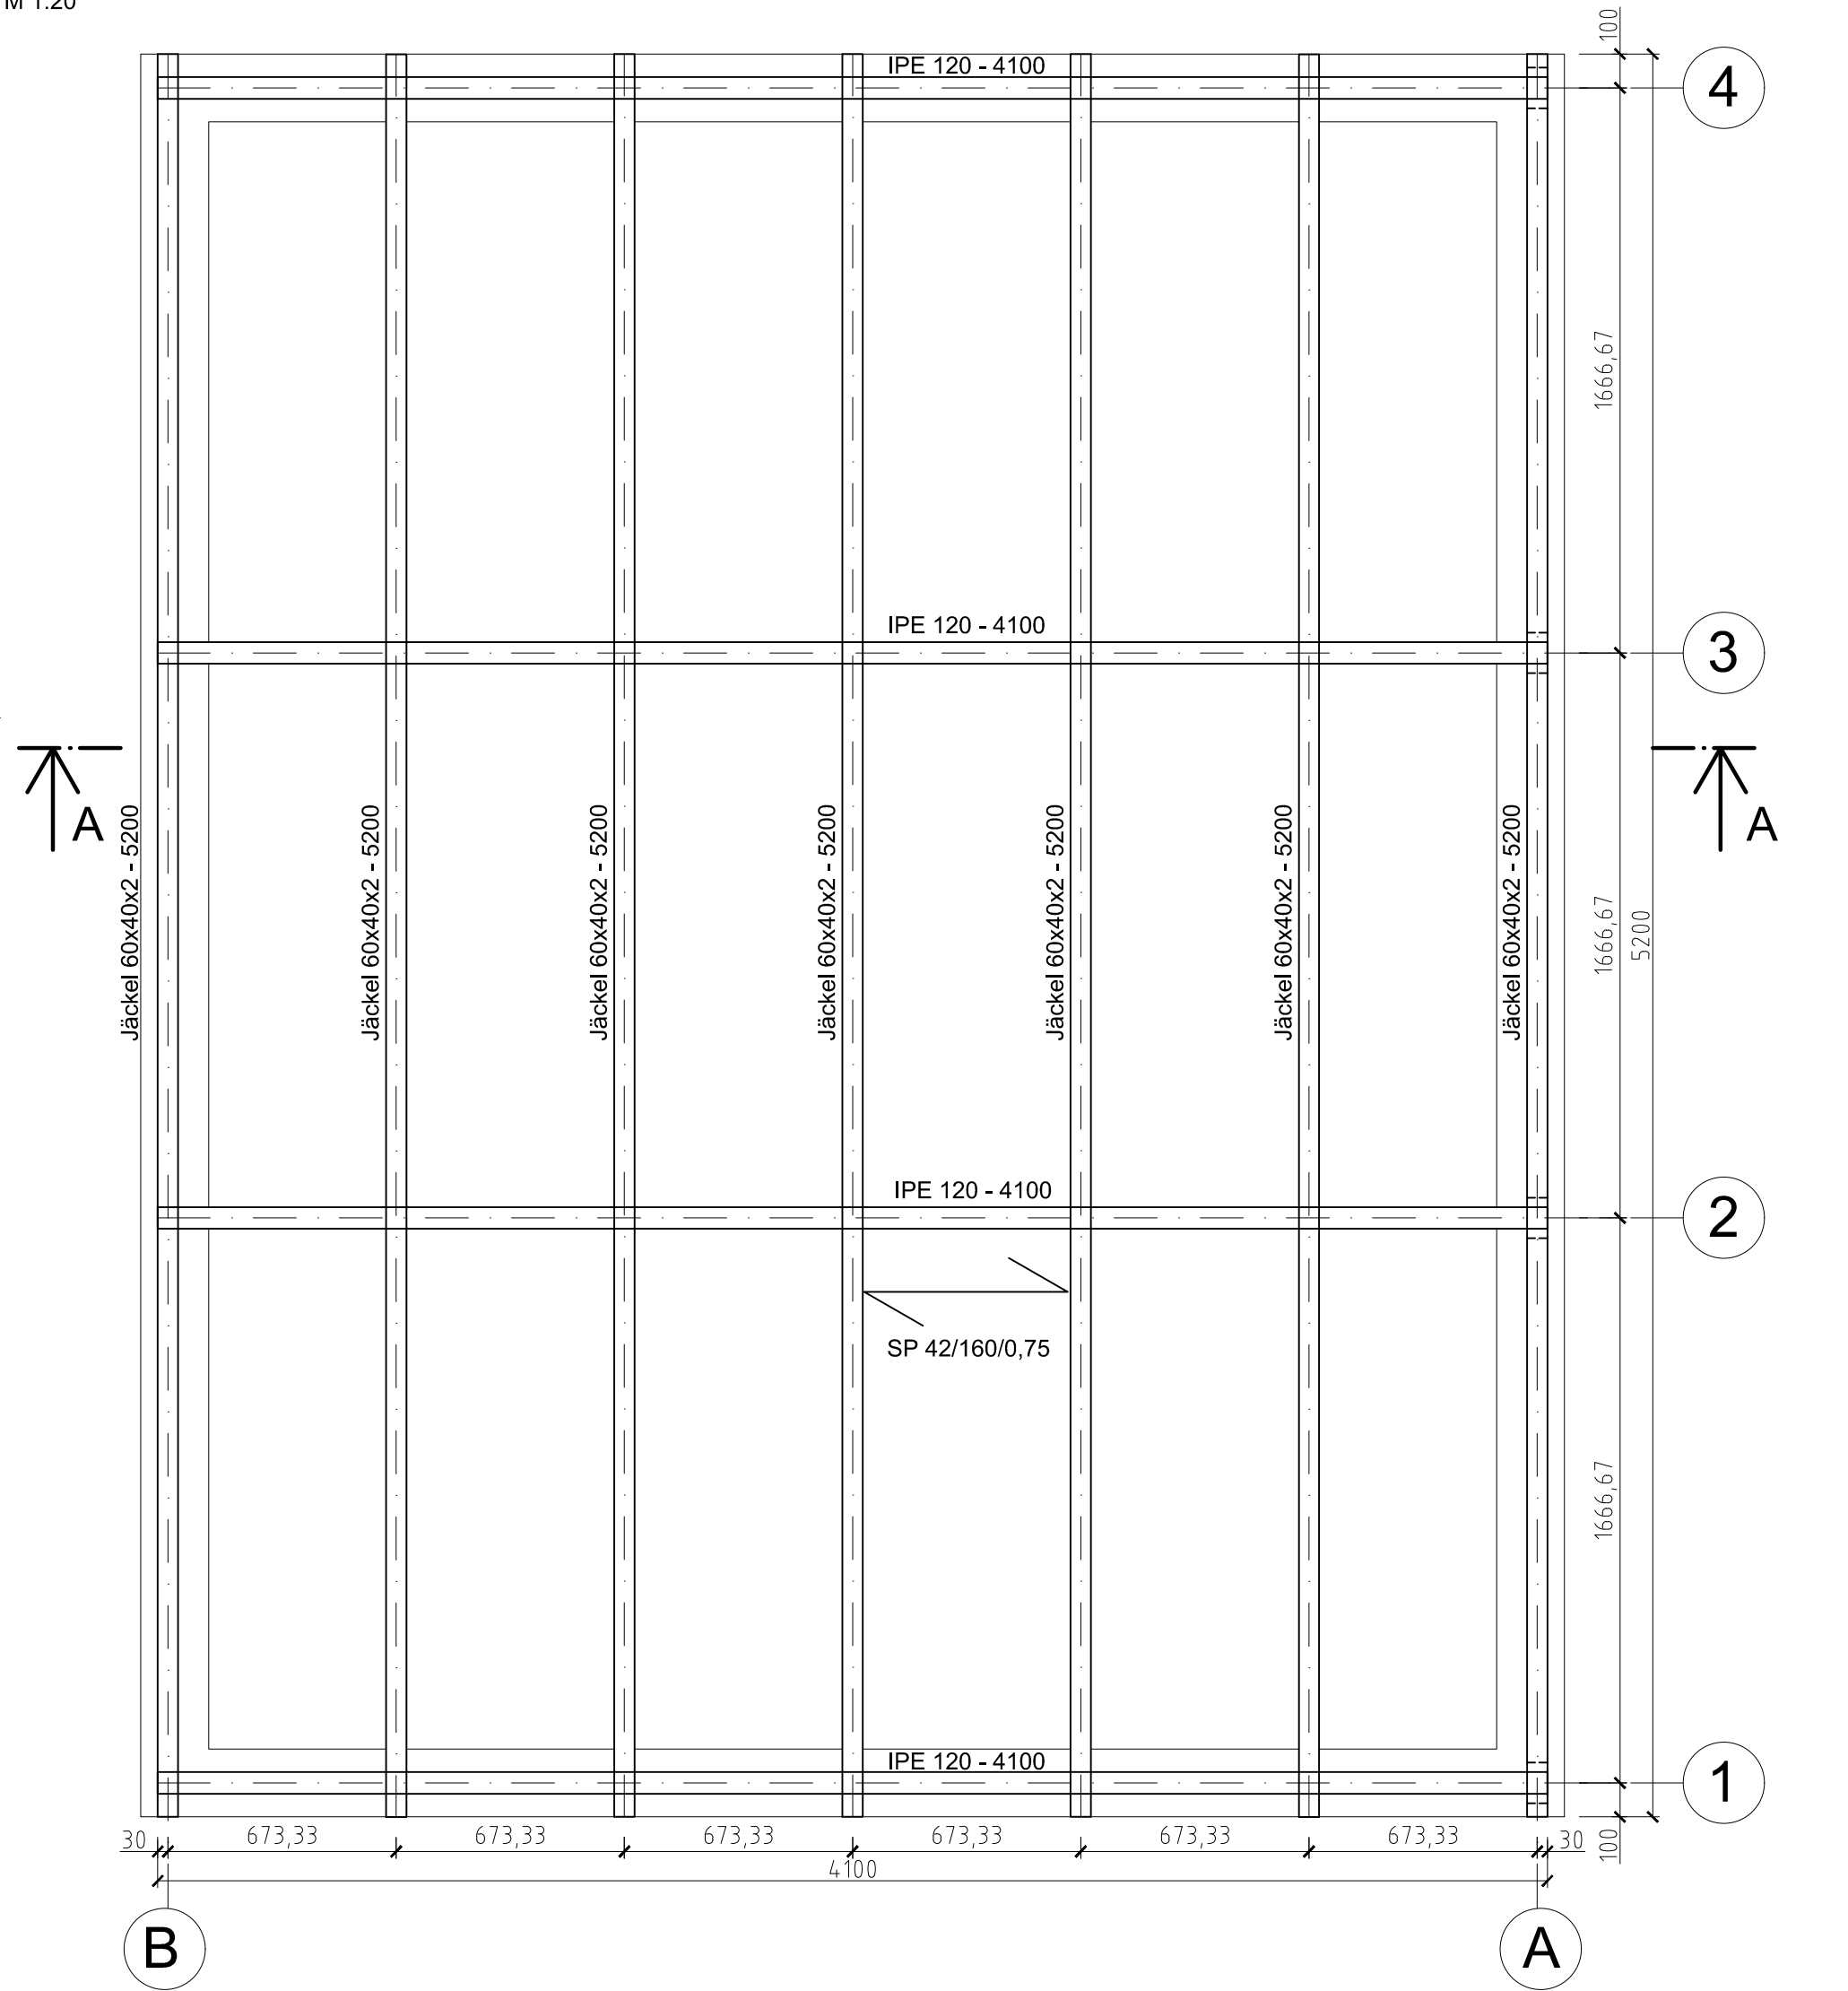 M 1:20
100
IPE 120 - 4100
4
1666,67
IPE 120 - 4100
3
A
A
Jäckel 60x40x2 - 5200
Jäckel 60x40x2 - 5200
Jäckel 60x40x2 - 5200
Jäckel 60x40x2 - 5200
Jäckel 60x40x2 - 5200
Jäckel 60x40x2 - 5200
Jäckel 60x40x2 - 5200
1666,67
5200
IPE 120 - 4100
2
SP 42/160/0,75
1666,67
IPE 120 - 4100
1
30
673,33
673,33
673,33
673,33
673,33
673,33
30
100
4100
B
A